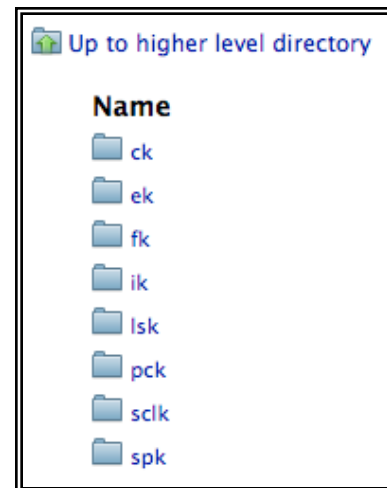 Up to higher level directory
Name
ck
ek
fk
ik
lsk
pck
sclk
spk